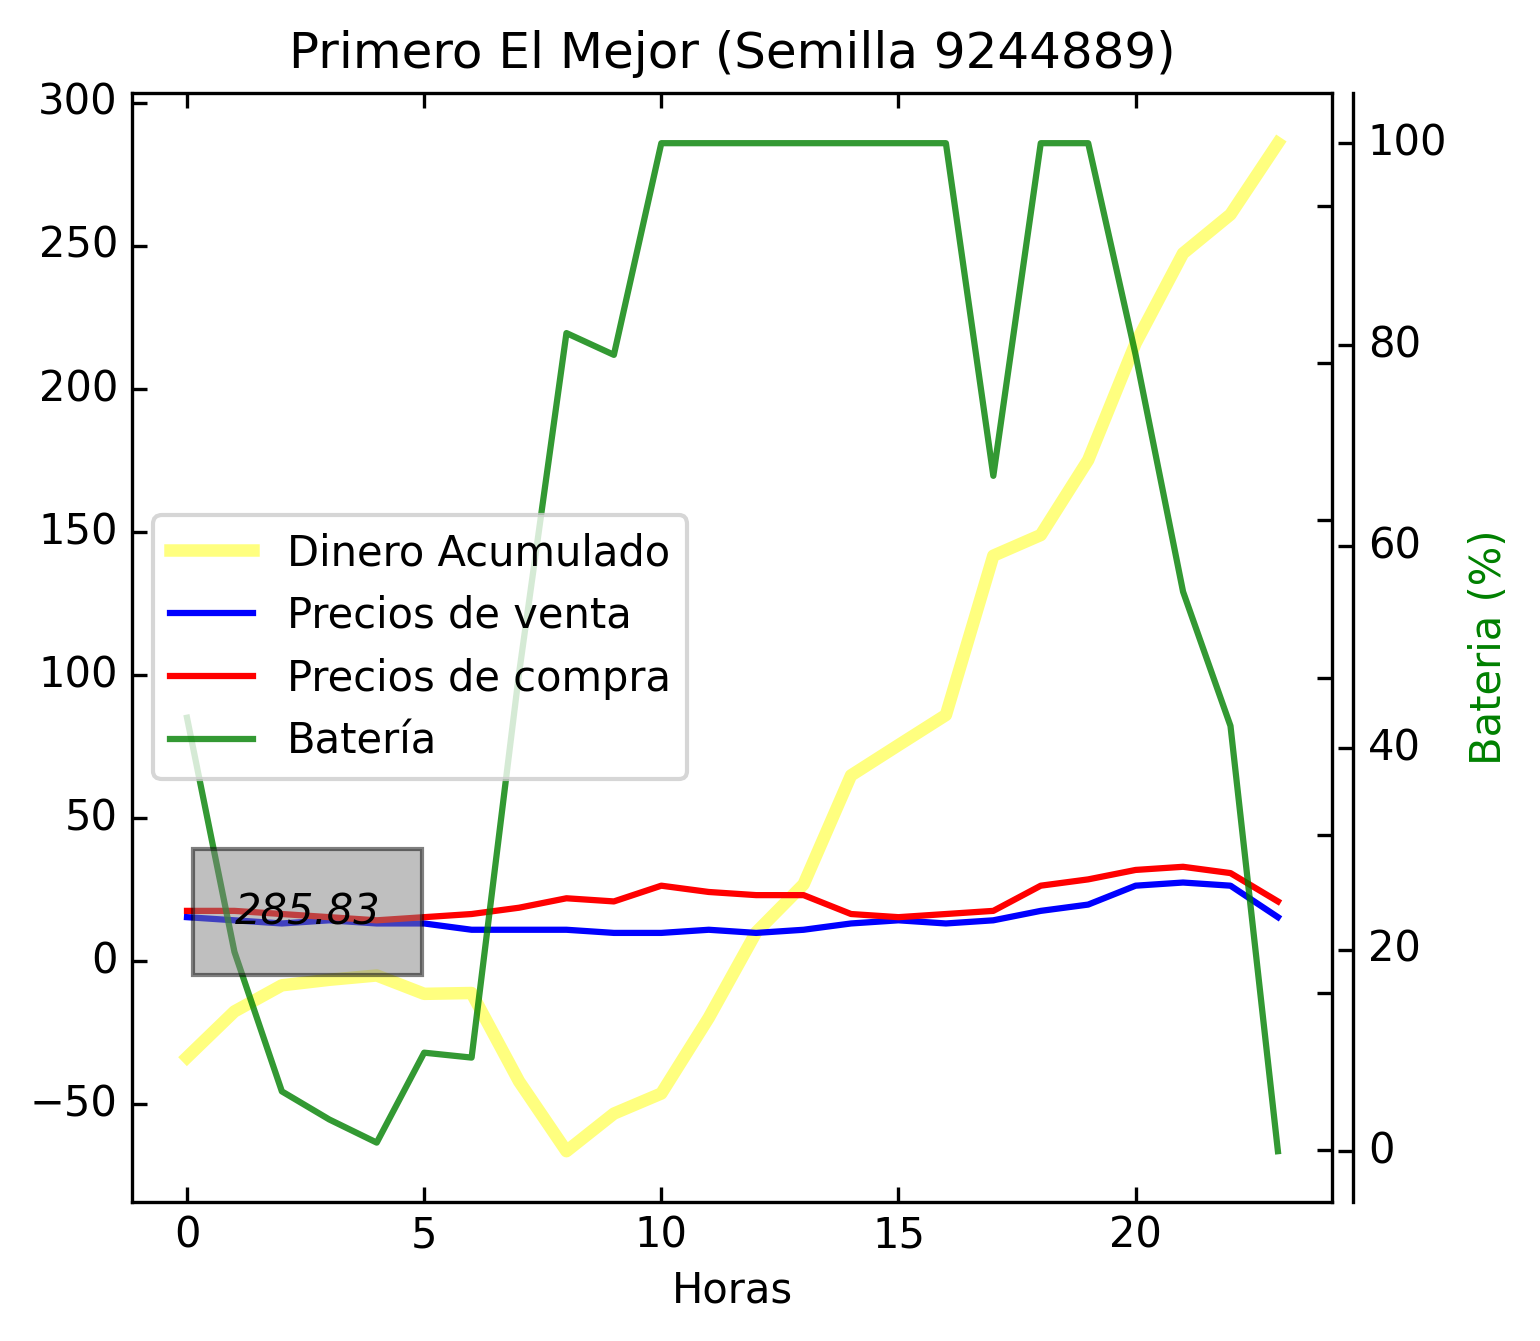 Primero El Mejor (Semilla 9244889)
300
250
200
150
100
50
0
−50
100
80
60
40
20
0
Bateria (%)
Dinero Acumulado
Precios de venta
Precios de compra
Batería
285.83
0 5 10 15 20
Horas